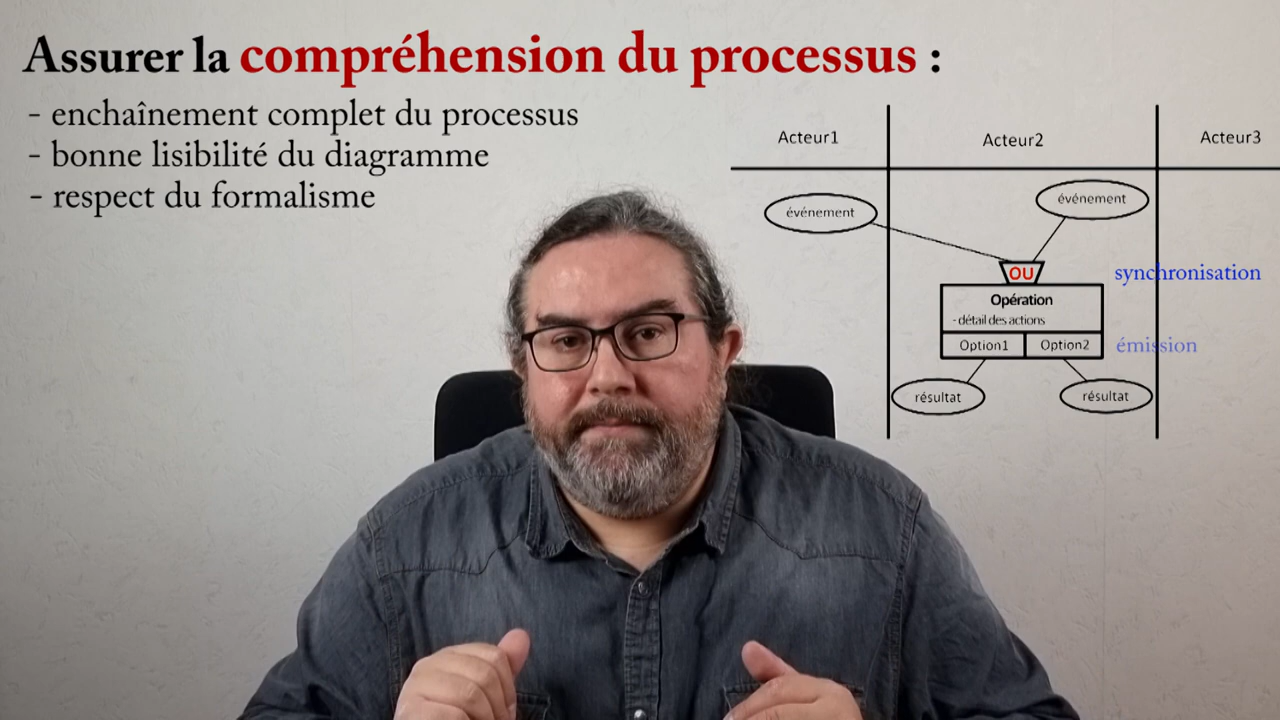 Assurer la compréhension du processus :
- enchaînement complet du processus
- bonne lisibilité du diagramme
- respect du formalisme
Acteur1
Acteur2
Acteur3
événement
événement
OU
synchronisation
Opération
- détail des actions
Option1
Option2
émission
résultat
résultat